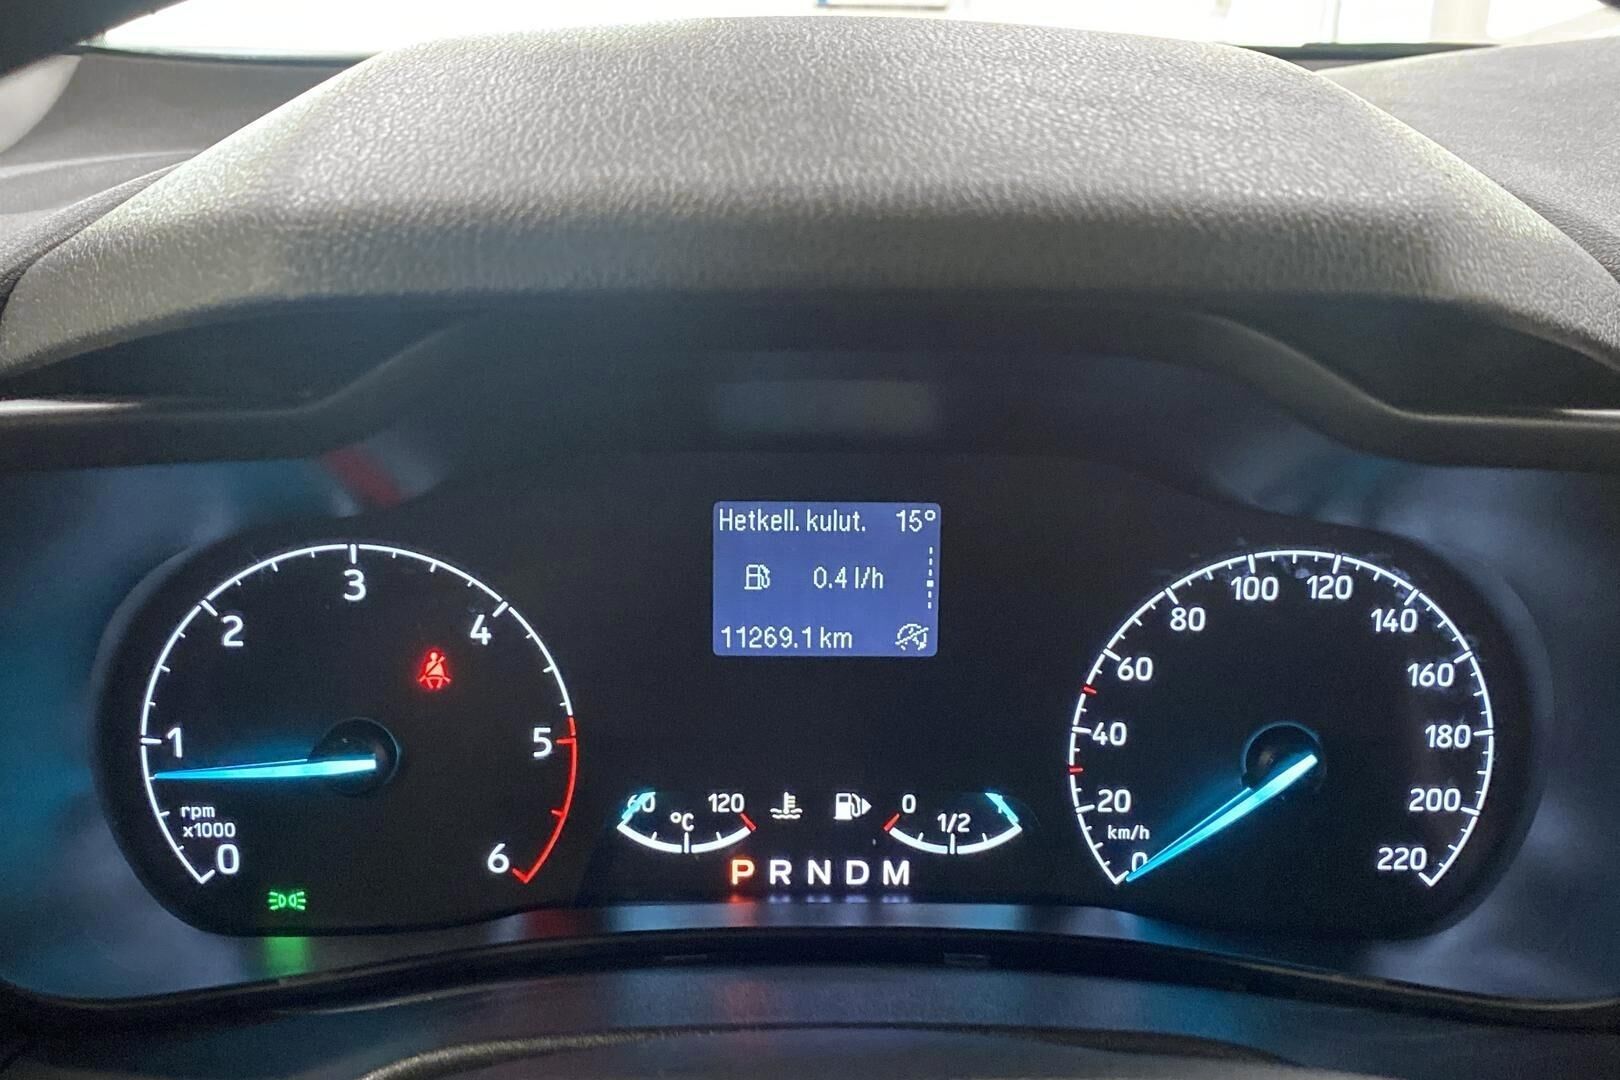 Hetkell. kulut. 15°
0.4 l/h
11269.1 km
0 1 2 3 4 5 6
rpm
x1000
0 20 40 60 80 100 120 140 160 180 200 220
km/h
60 120
°C
0 1/2 1
P R N D M